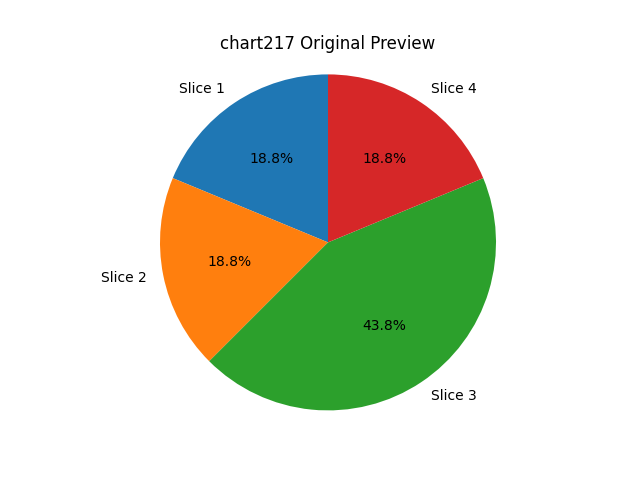 chart217 Original Preview
Slice 1
Slice 4
18.8%
18.8%
18.8%
Slice 2
43.8%
Slice 3